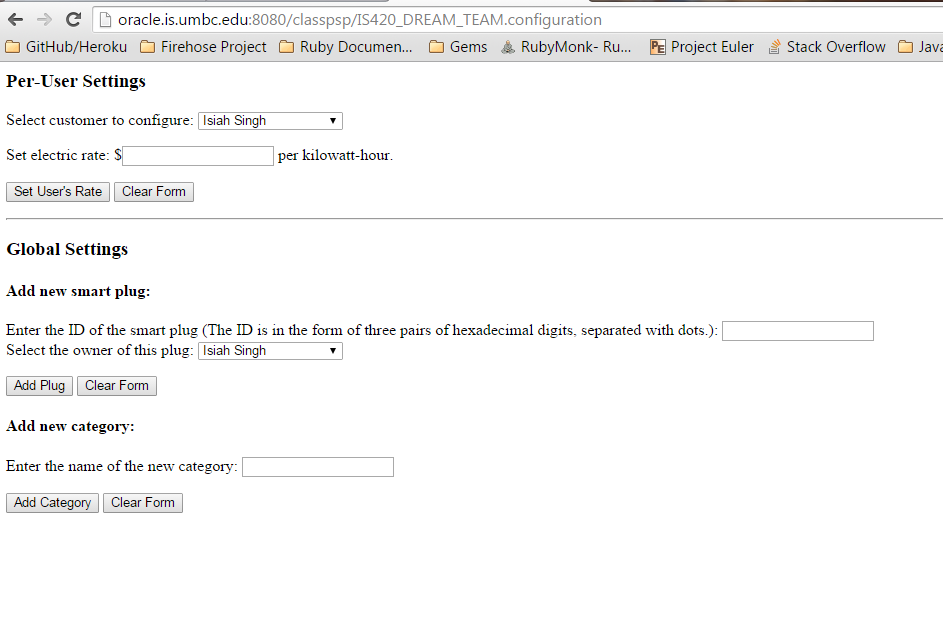 oracle.is.umbc.edu:8080/classpsp/IS420_DREAM_TEAM.configuration
GitHub/Heroku Firehose Project Ruby Documen... Gems RubyMonk- Ru... PE Project Euler Stack Overflow Java
Per-User Settings
Select customer to configure: Isiah Singh
Set electric rate: $ per kilowatt-hour.
Set User's Rate Clear Form
Global Settings
Add new smart plug:
Enter the ID of the smart plug (The ID is in the form of three pairs of hexadecimal digits, separated with dots.):
Select the owner of this plug: Isiah Singh
Add Plug Clear Form
Add new category:
Enter the name of the new category:
Add Category Clear Form